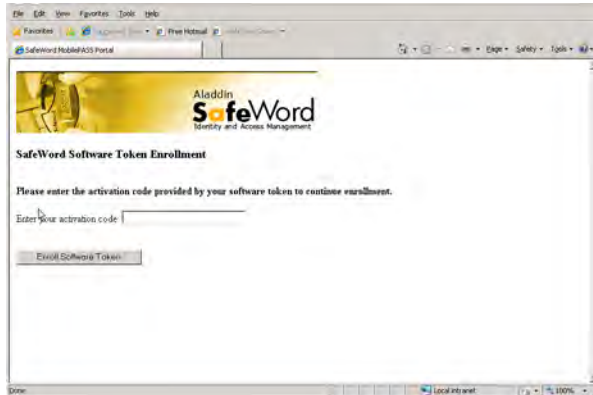 File Edit View Favorites Tools Help
Favorites Free Hotmail
SafeWord MobilePASS Portal
Page Safety Tools
Aladdin
SafeWord
Identity and Access Management
SafeWord Software Token Enrollment
Please enter the activation code provided by your software token to continue enrollment.
Enter your activation code
Enroll Software Token
Done Local intranet 100%